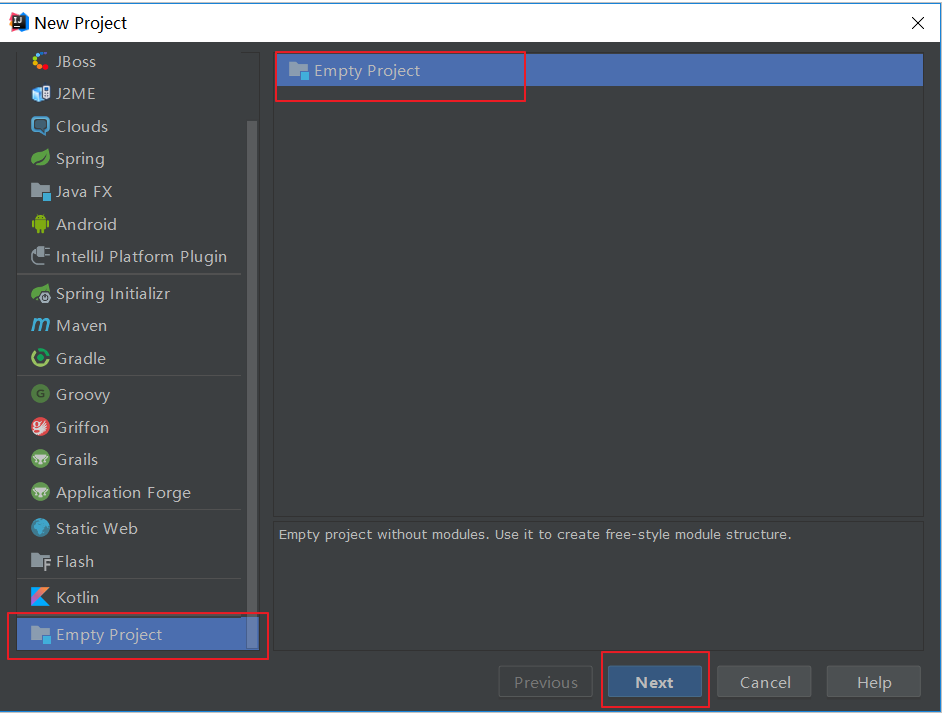 New Project
JBoss
J2ME
Clouds
Spring
Java FX
Android
IntelliJ Platform Plugin
Spring Initializr
Maven
Gradle
Groovy
Griffon
Grails
Application Forge
Static Web
Flash
Kotlin
Empty Project
Empty Project
Empty project without modules. Use it to create free-style module structure.
Previous
Next
Cancel
Help